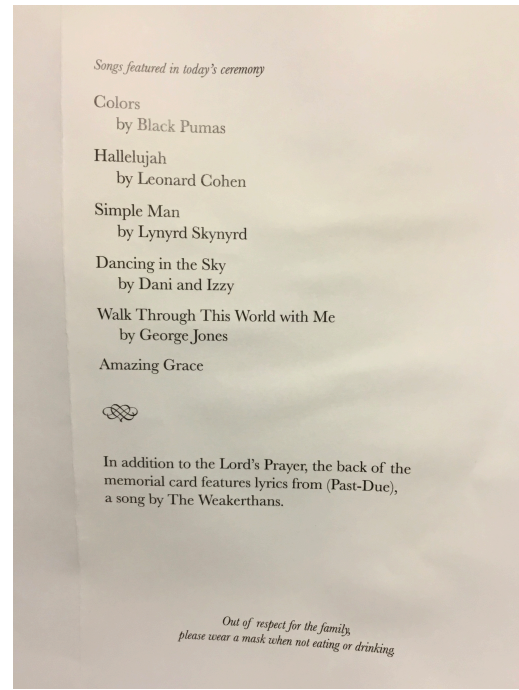 Songs featured in today's ceremony
Colors
by Black Pumas
Hallelujah
by Leonard Cohen
Simple Man
by Lynyrd Skynyrd
Dancing in the Sky
by Dani and Izzy
Walk Through This World with Me
by George Jones
Amazing Grace
In addition to the Lord's Prayer, the back of the
memorial card features lyrics from (Past-Due),
a song by The Weakerthans.
Out of respect for the family,
please wear a mask when not eating or drinking.